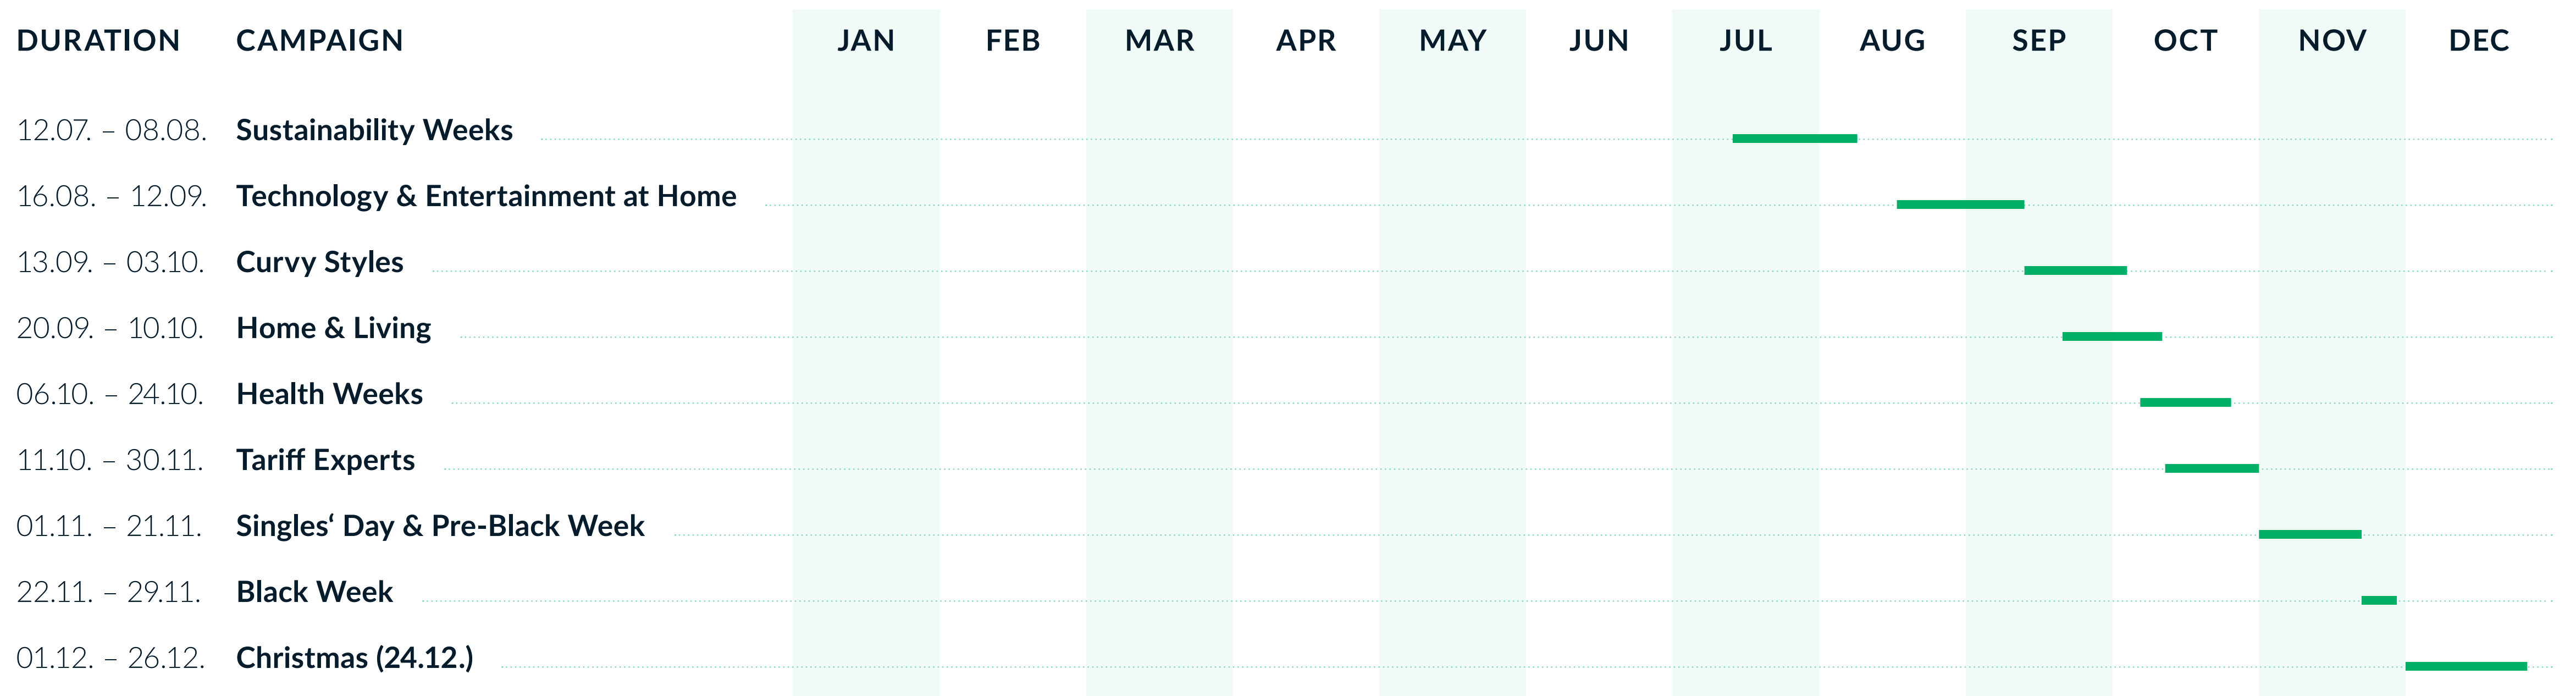 DURATION CAMPAIGN JAN FEB MAR APR MAY JUN JUL AUG SEP OCT NOV DEC
12.07. – 08.08. Sustainability Weeks
16.08. – 12.09. Technology & Entertainment at Home
13.09. – 03.10. Curvy Styles
20.09. – 10.10. Home & Living
06.10. – 24.10. Health Weeks
11.10. – 30.11. Tariff Experts
01.11. – 21.11. Singles‘ Day & Pre-Black Week
22.11. – 29.11. Black Week
01.12. – 26.12. Christmas (24.12.)